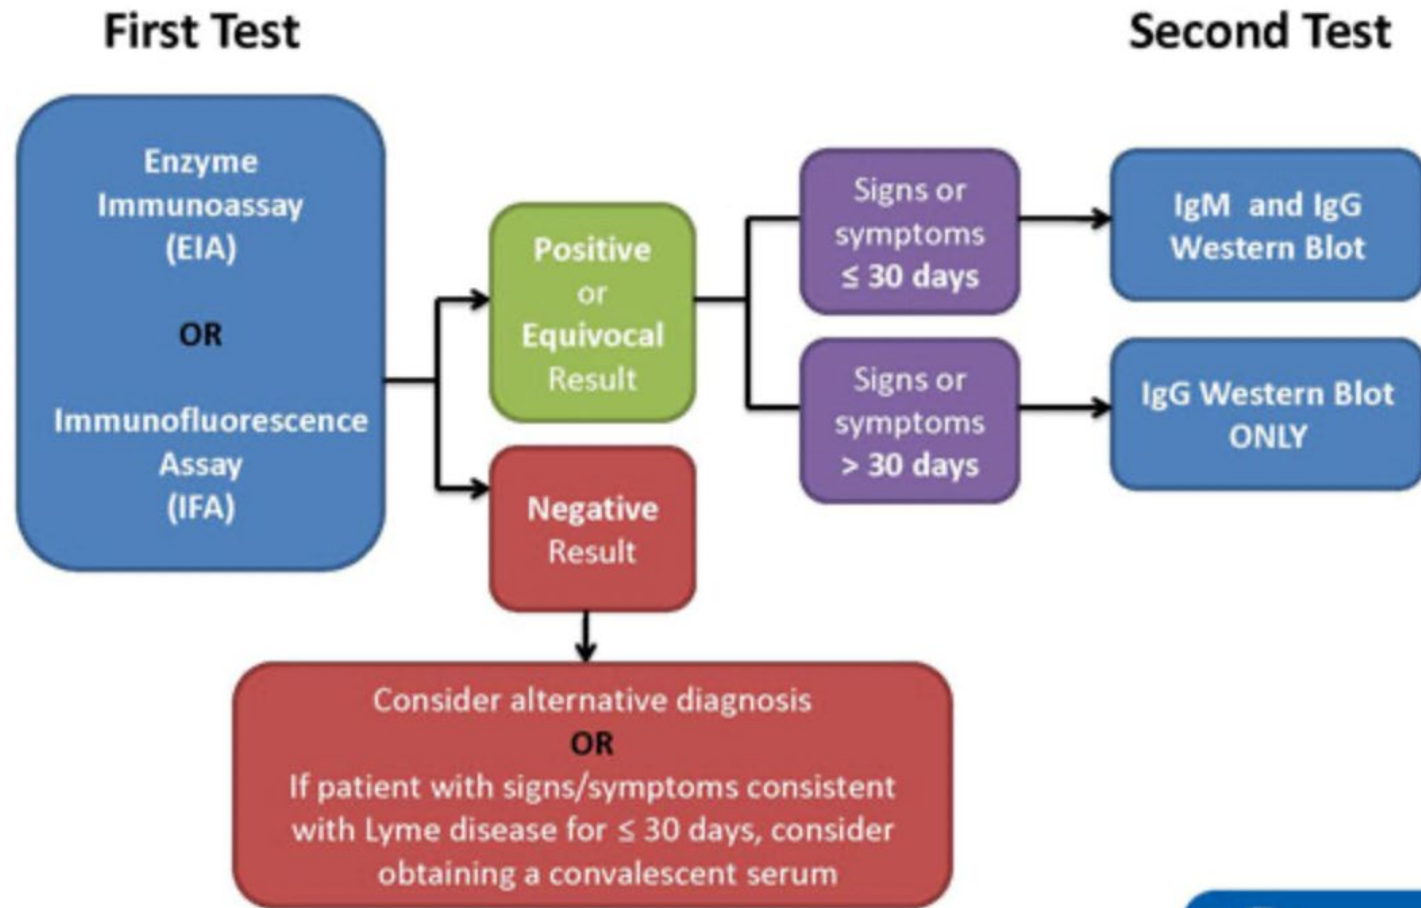 First Test
Second Test
Enzyme
Immunoassay
(EIA)
OR
Immunofluorescence
Assay
(IFA)
Positive
or
Equivocal
Result
Negative
Result
Signs or
symptoms
≤ 30 days
IgM and IgG
Western Blot
Signs or
symptoms
> 30 days
IgG Western Blot
ONLY
Consider alternative diagnosis
OR
If patient with signs/symptoms consistent
with Lyme disease for ≤ 30 days, consider
obtaining a convalescent serum